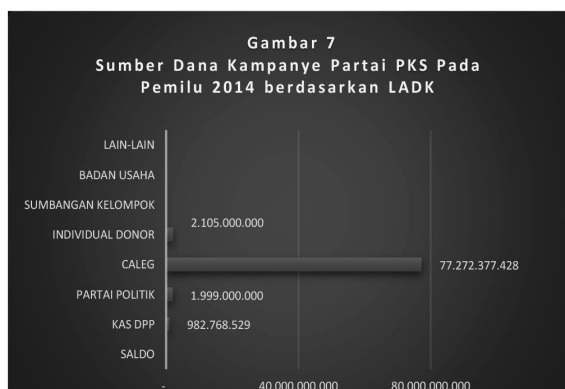 Gambar 7
Sumber Dana Kampanye Partai PKS Pada
Pemilu 2014 berdasarkan LADK
LAIN-LAIN
BADAN USAHA
SUMBANGAN KELOMPOK
INDIVIDUAL DONOR 2.105.000.000
CALEG 77.272.377.428
PARTAI POLITIK 1.999.000.000
KAS DPP 982.768.529
SALDO
- 40.000.000.000 80.000.000.000